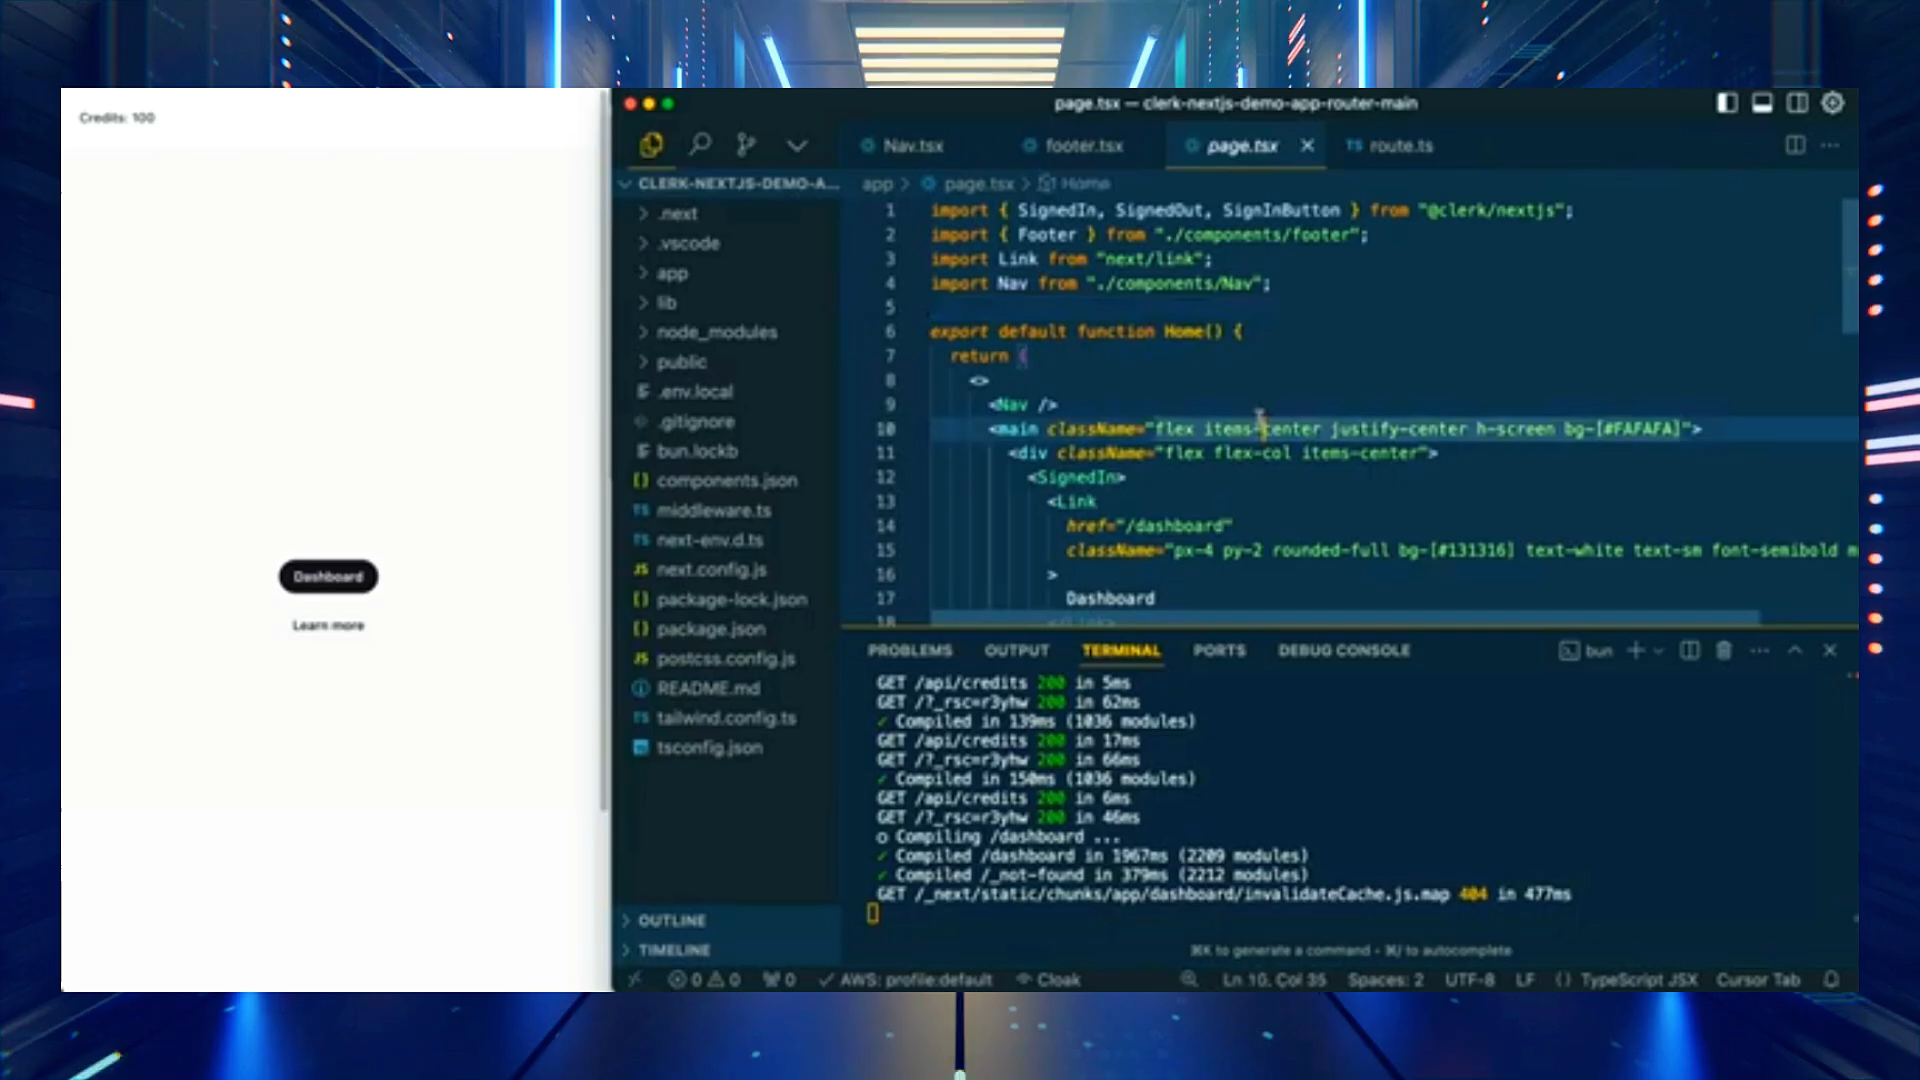 Credits: 100
Dashboard
Learn more
page.tsx — clerk-nextjs-demo-app-router-main
Nav.tsx
footer.tsx
page.tsx
TS route.ts
CLERK-NEXTJS-DEMO-A...
.next
.vscode
app
lib
node_modules
public
.env.local
.gitignore
bun.lockb
{} components.json
TS middleware.ts
TS next-env.d.ts
JS next.config.js
{} package-lock.json
{} package.json
JS postcss.config.js
README.md
TS tailwind.config.ts
tsconfig.json
OUTLINE
TIMELINE
app > page.tsx > Home
1 import { SignedIn, SignedOut, SignInButton } from "@clerk/nextjs";
2 import { Footer } from "./components/footer";
3 import Link from "next/link";
4 import Nav from "./components/Nav";
5
6 export default function Home() {
7 return (
8 <>
9 <Nav />
10 <main className="flex items-center justify-center h-screen bg-[#FAFAFA]">
11 <div className="flex flex-col items-center">
12 <SignedIn>
13 <Link
14 href="/dashboard"
15 className="px-4 py-2 rounded-full bg-[#131316] text-white text-sm font-semibold m
16 >
17 Dashboard
18 </Link>
PROBLEMS OUTPUT TERMINAL PORTS DEBUG CONSOLE
bun
GET /api/credits 200 in 5ms
GET /?_rsc=r3yhw 200 in 62ms
✓ Compiled in 139ms (1036 modules)
GET /api/credits 200 in 17ms
GET /?_rsc=r3yhw 200 in 66ms
✓ Compiled in 150ms (1036 modules)
GET /api/credits 200 in 6ms
GET /?_rsc=r3yhw 200 in 46ms
○ Compiling /dashboard ...
✓ Compiled /dashboard in 1967ms (2209 modules)
✓ Compiled /_not-found in 379ms (2212 modules)
GET /_next/static/chunks/app/dashboard/invalidateCache.js.map 404 in 477ms
⌘K to generate a command - ⌘/ to autocomplete
0 0 0 AWS: profile:default Cloak Ln 10, Col 35 Spaces: 2 UTF-8 LF {} TypeScript JSX Cursor Tab